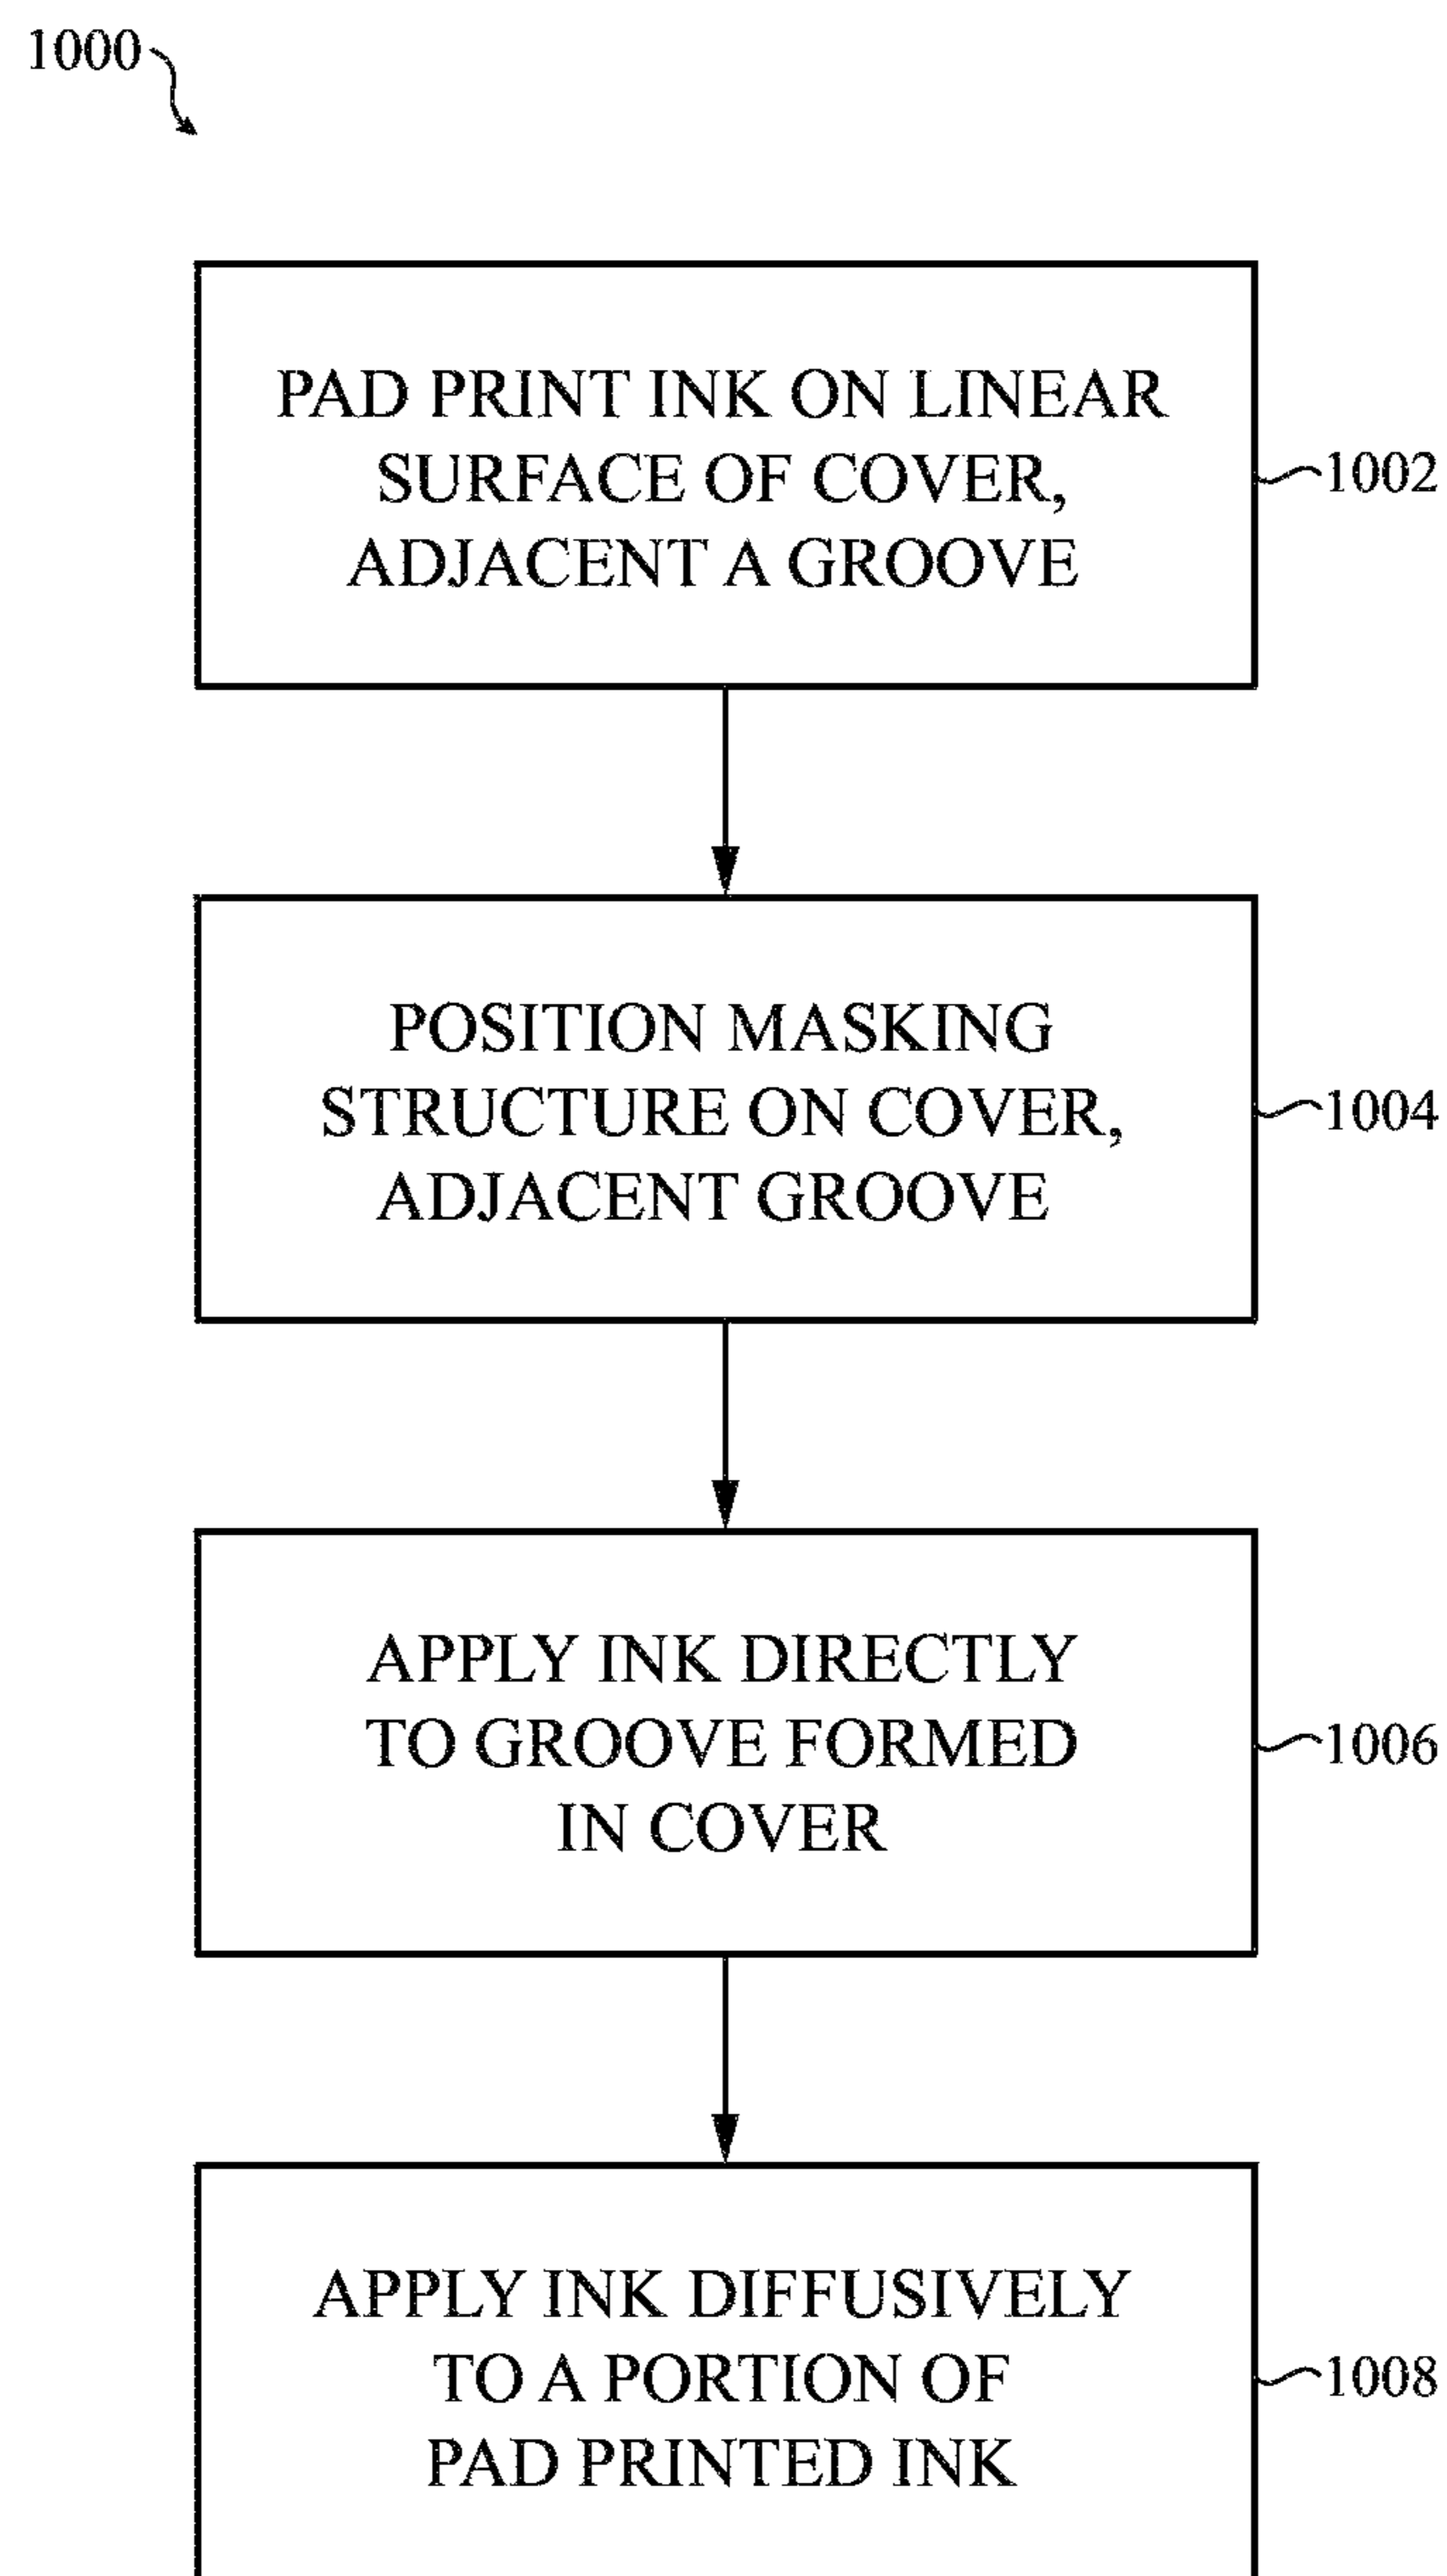 1000
PAD PRINT INK ON LINEAR
SURFACE OF COVER,
ADJACENT A GROOVE
1002
POSITION MASKING
STRUCTURE ON COVER,
ADJACENT GROOVE
1004
APPLY INK DIRECTLY
TO GROOVE FORMED
IN COVER
1006
APPLY INK DIFFUSIVELY
TO A PORTION OF
PAD PRINTED INK
1008